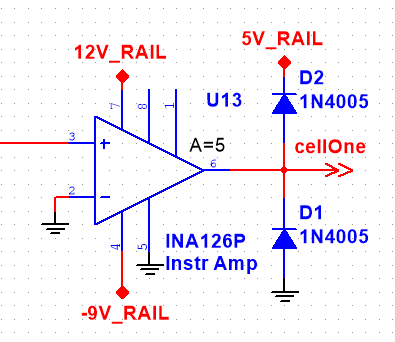 12V_RAIL
5V_RAIL
7
8
1
U13
D2
1N4005
3
+
A=5
6
cellOne
2
-
D1
1N4005
4
5
INA126P
Instr Amp
-9V_RAIL